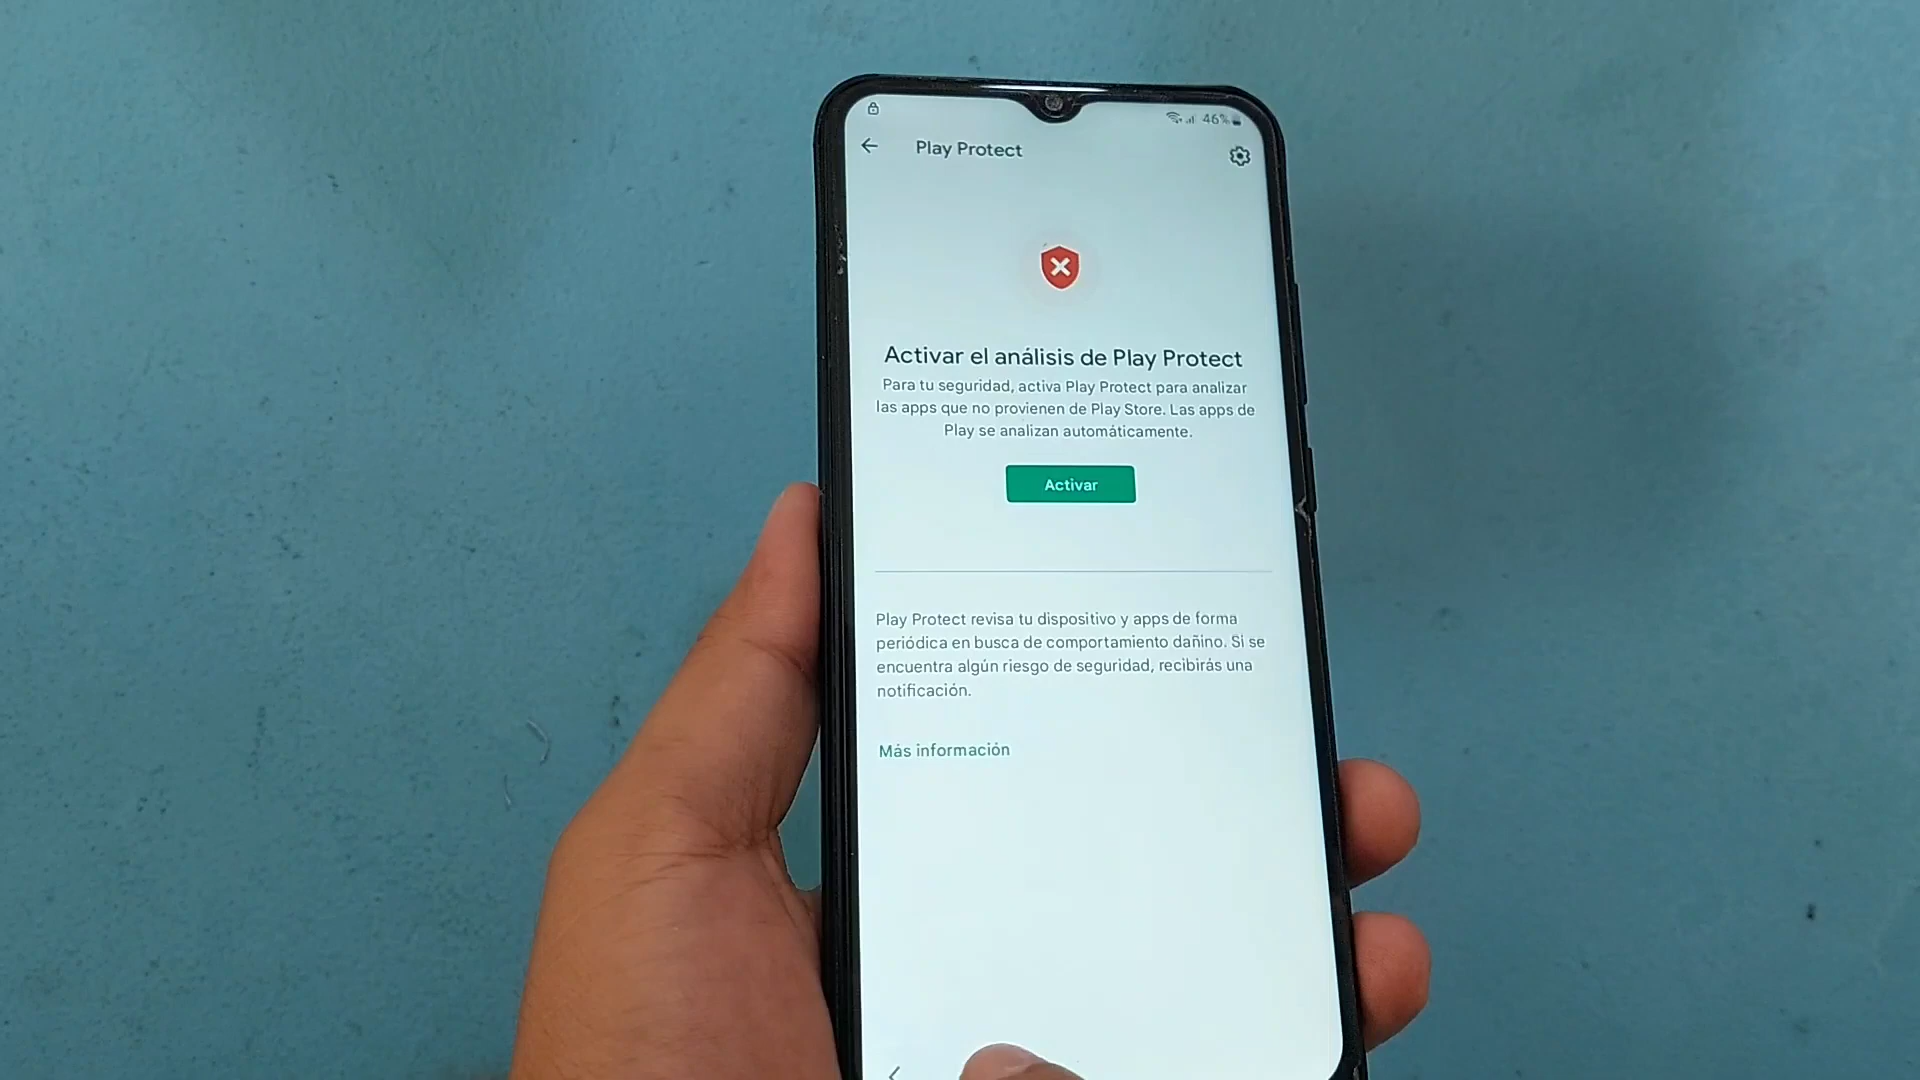 46%
Play Protect
Activar el análisis de Play Protect
Para tu seguridad, activa Play Protect para analizar
las apps que no provienen de Play Store. Las apps de
Play se analizan automáticamente.
Activar
Play Protect revisa tu dispositivo y apps de forma
periódica en busca de comportamiento dañino. Si se
encuentra algún riesgo de seguridad, recibirás una
notificación.
Más información